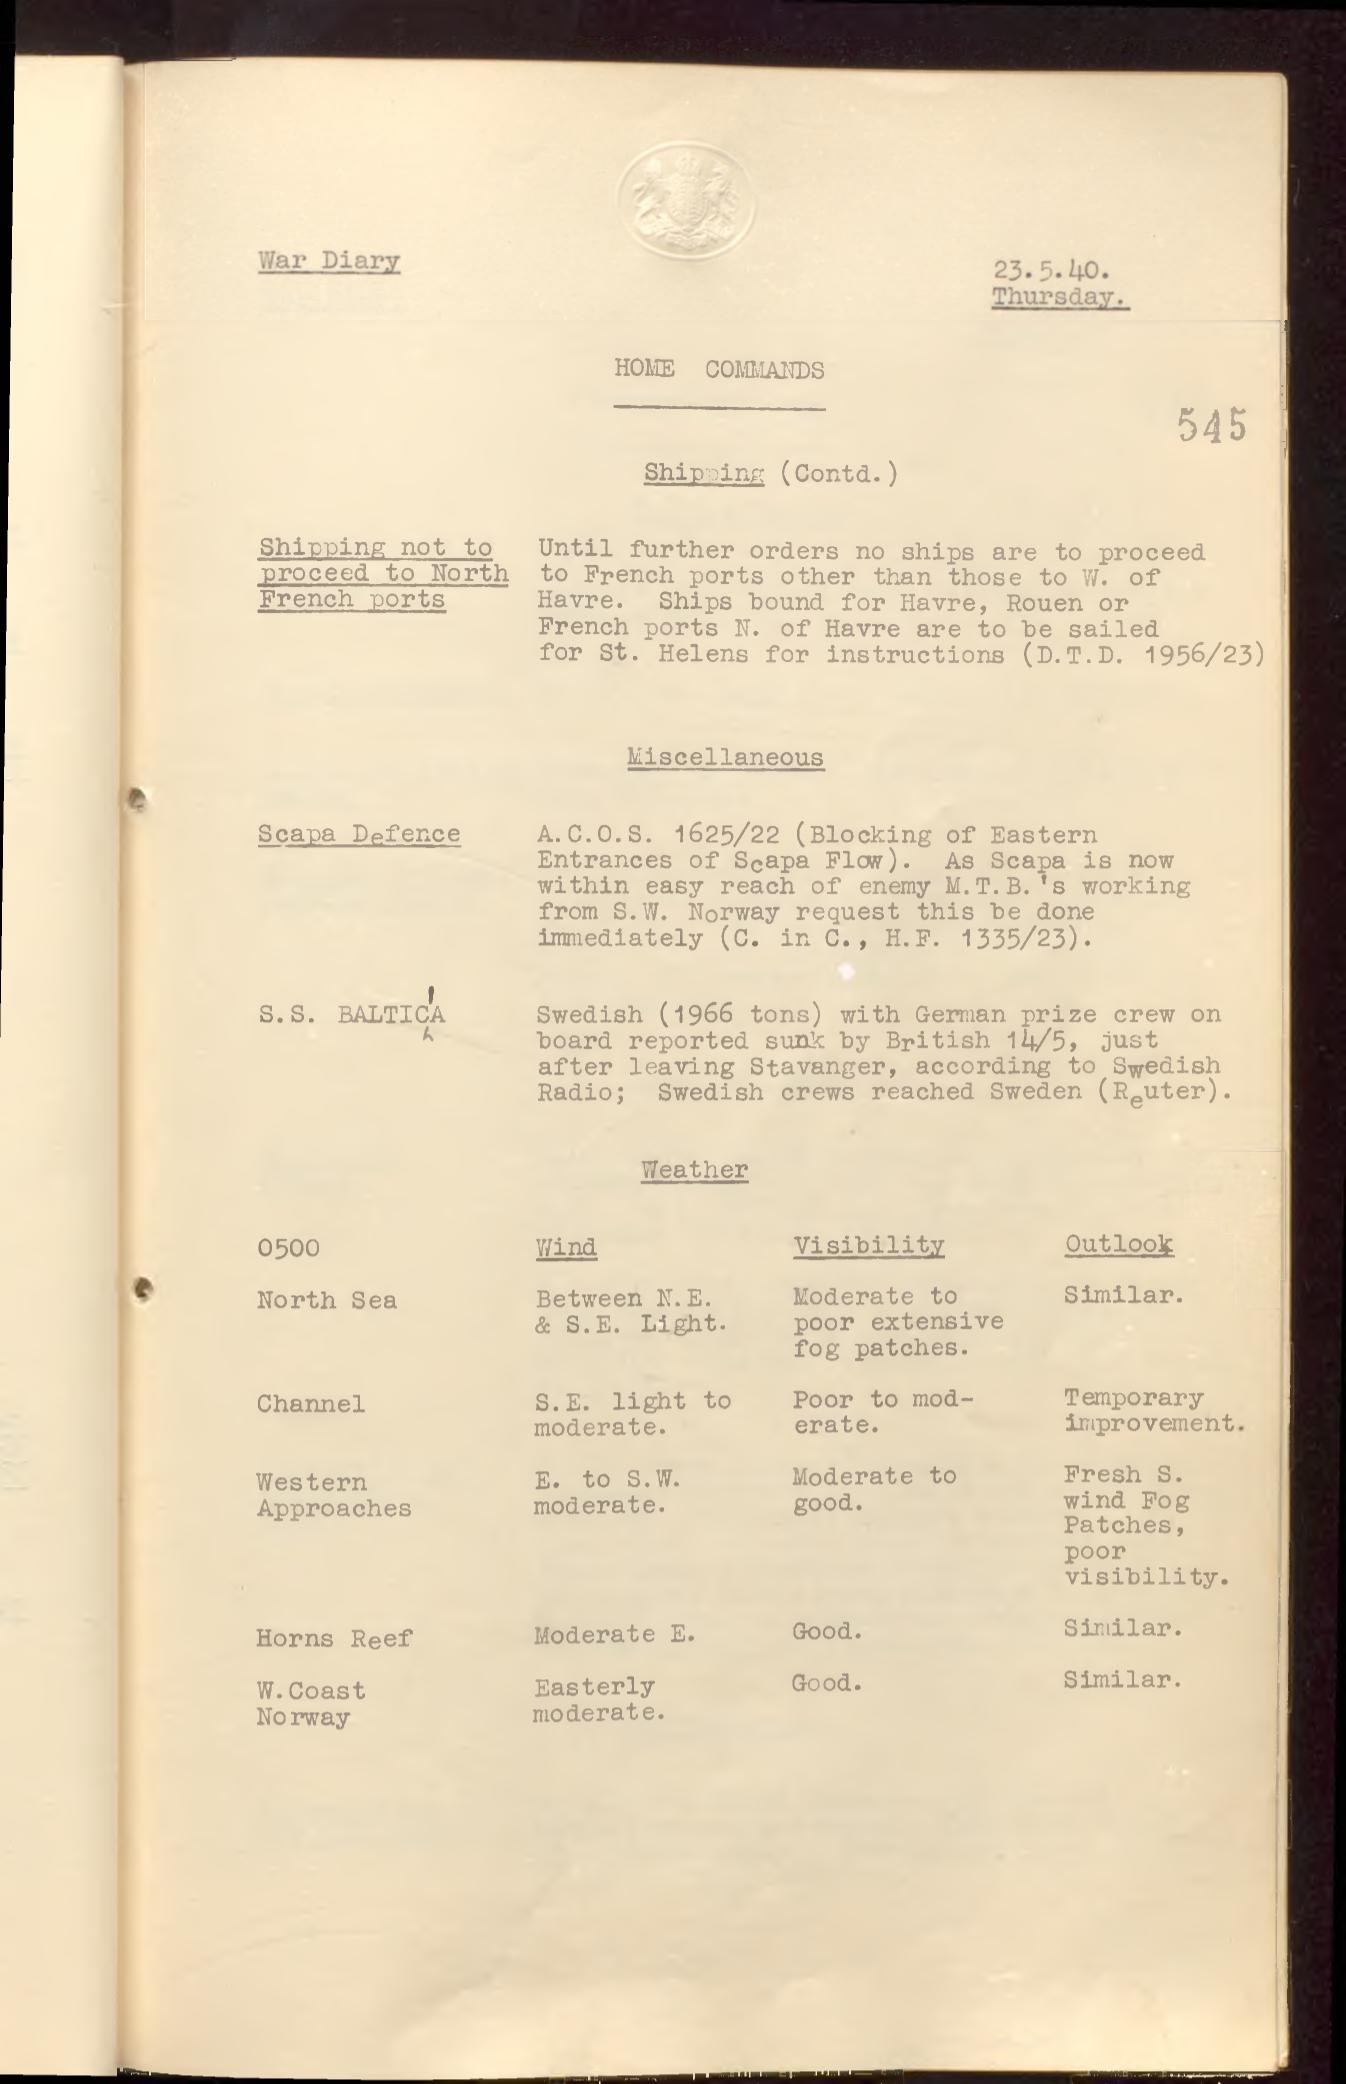 War Diary
23.5.40.
Thursday.
HOME COMMANDS
545
Shipping (Contd.)
Shipping not to
proceed to North
French ports
Until further orders no ships are to proceed
to French ports other than those to W. of
Havre. Ships bound for Havre, Rouen or
French ports N. of Havre are to be sailed
for St. Helens for instructions (D.T.D. 1956/23)
Miscellaneous
Scapa Defence
A.C.O.S. 1625/22 (Blocking of Eastern
Entrances of Scapa Flow). As Scapa is now
within easy reach of enemy M.T.B.'s working
from S.W. Norway request this be done
immediately (C. in C., H.F. 1335/23).
S.S. BALTIC'A
Swedish (1966 tons) with German prize crew on
board reported sunk by British 14/5, just
after leaving Stavanger, according to Swedish
Radio; Swedish crews reached Sweden (Reuter).
Weather
0500 Wind Visibility Outlook
North Sea
Between N.E.
& S.E. Light.
Moderate to
poor extensive
fog patches.
Similar.
Channel
S.E. light to
moderate.
Poor to mod-
erate.
Temporary
improvement.
Western
Approaches
E. to S.W.
moderate.
Moderate to
good.
Fresh S.
wind Fog
Patches,
poor
visibility.
Horns Reef
Moderate E.
Good.
Similar.
W.Coast
Norway
Easterly
moderate.
Good.
Similar.